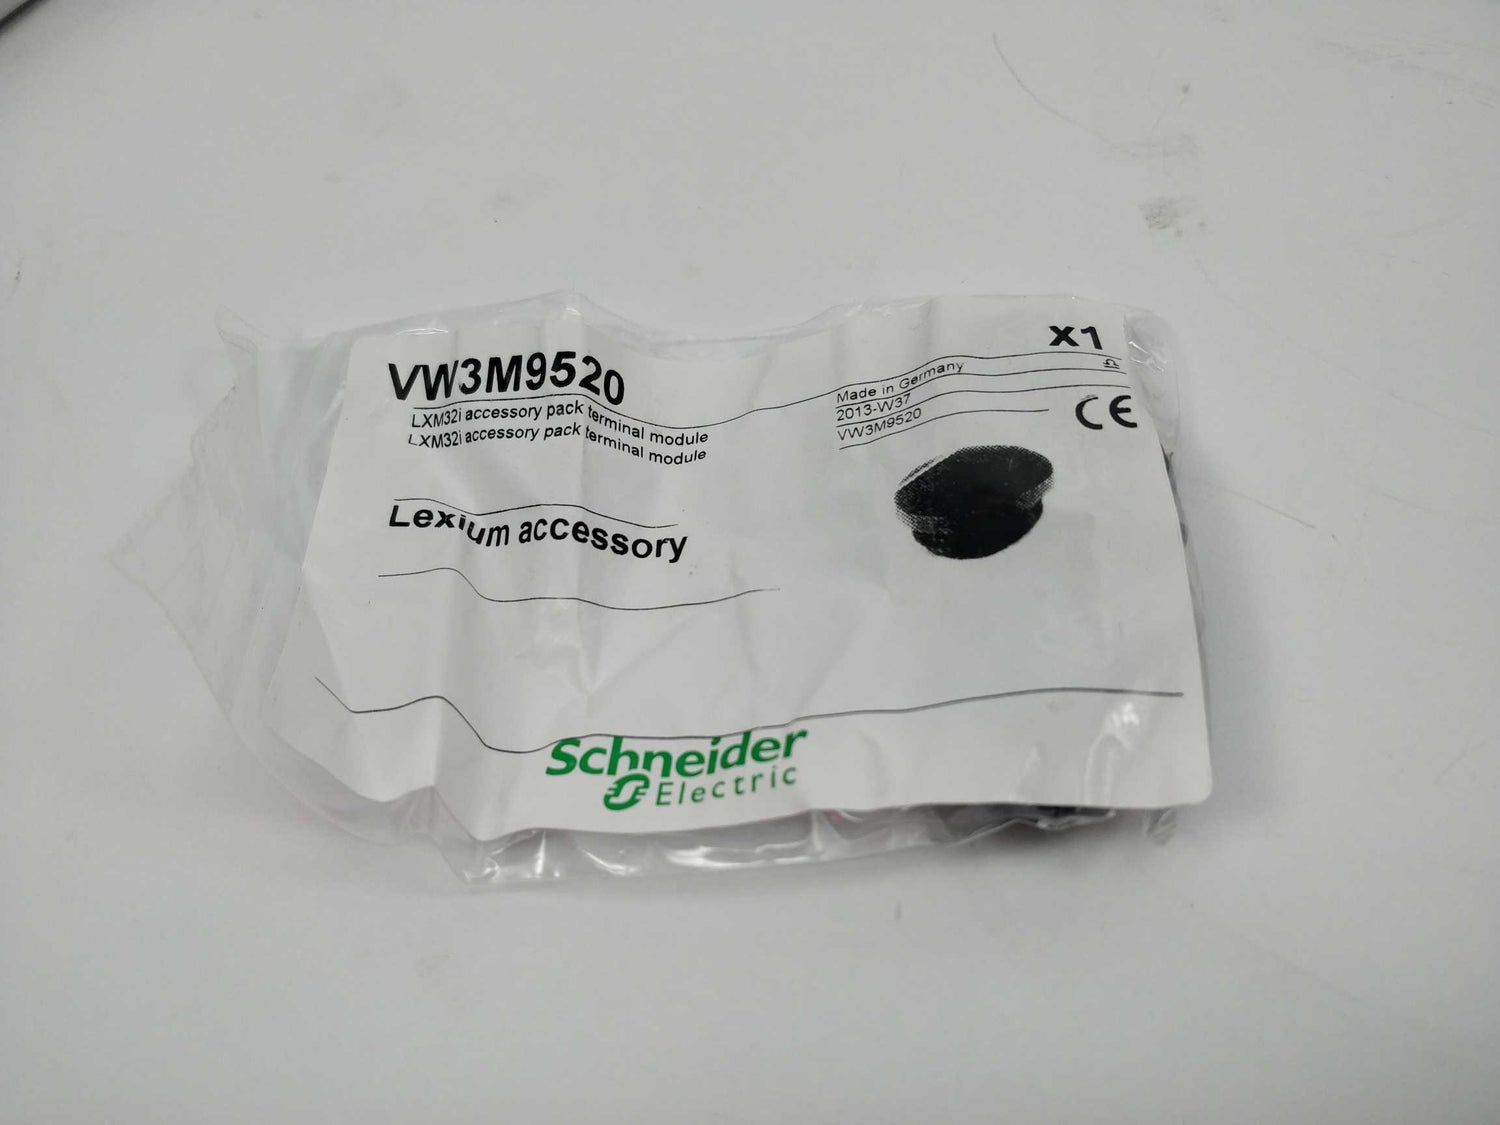 VW3M9520
LXM32i accessory pack terminal module
LXM32i accessory pack terminal module
Lexium accessory
X1
Made in Germany
2013-W37
VW3M9520
CE
Schneider
Electric